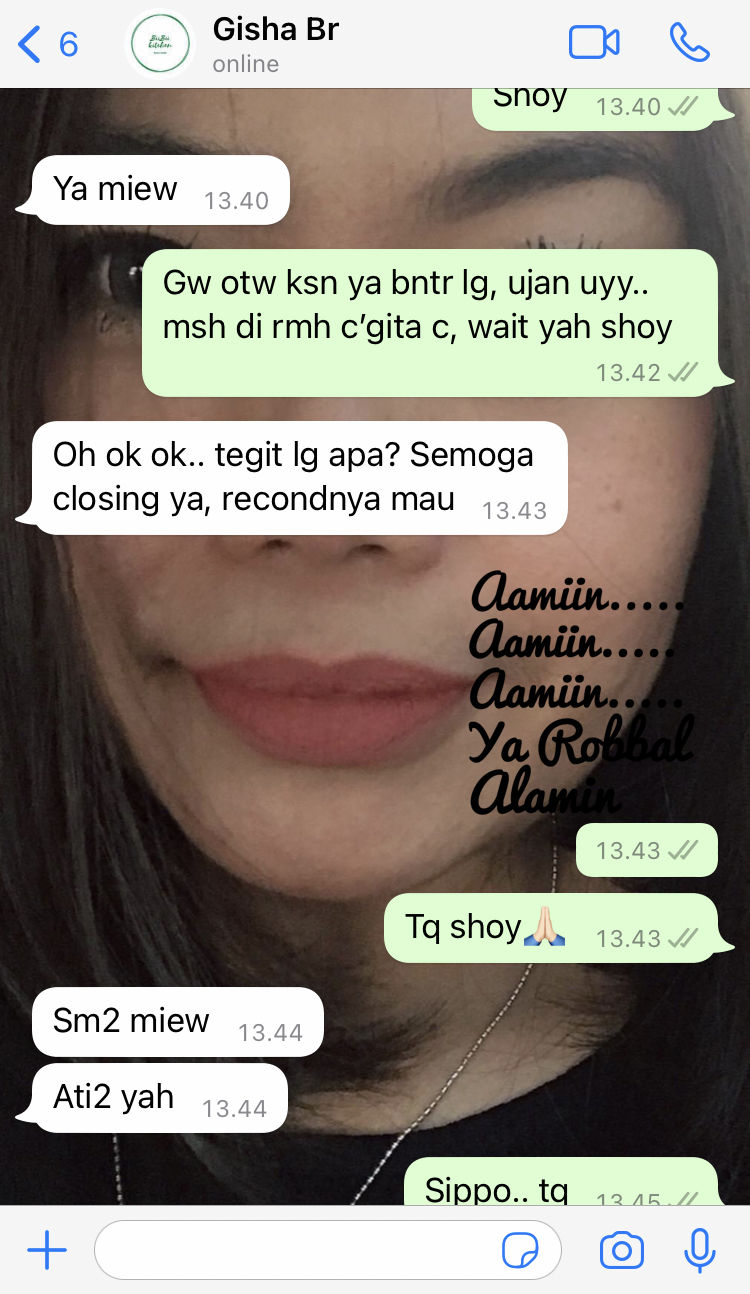 6
Gisha Br
online
BuiBui
kitchen
Shoy 13.40
Ya miew 13.40
Gw otw ksn ya bntr lg, ujan uyy..
msh di rmh c’gita c, wait yah shoy
13.42
Oh ok ok.. tegit lg apa? Semoga
closing ya, recondnya mau 13.43
Aamiin.....
Aamiin.....
Aamiin.....
Ya Robbal
Alamin
13.43
Tq shoy🙏🏻 13.43
Sm2 miew 13.44
Ati2 yah 13.44
Sippo.. tq 13.45